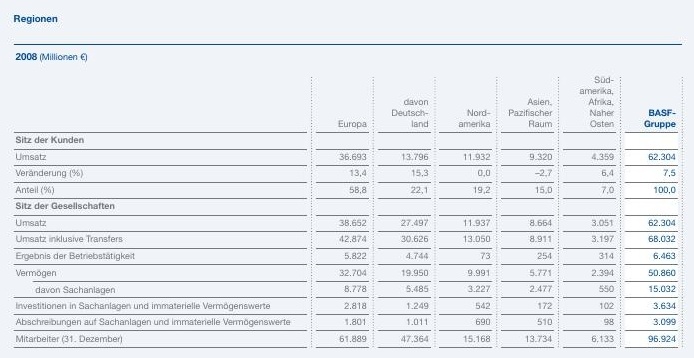 Regionen
2008 (Millionen €)
Europa davon Deutsch- land Nord- amerika Asien, Pazifischer Raum Süd- amerika, Afrika, Naher Osten BASF- Gruppe
Sitz der Kunden
Umsatz 36.693 13.796 11.932 9.320 4.359 62.304
Veränderung (%) 13,4 15,3 0,0 –2,7 6,4 7,5
Anteil (%) 58,8 22,1 19,2 15,0 7,0 100,0
Sitz der Gesellschaften
Umsatz 38.652 27.497 11.937 8.664 3.051 62.304
Umsatz inklusive Transfers 42.874 30.626 13.050 8.911 3.197 68.032
Ergebnis der Betriebstätigkeit 5.822 4.744 73 254 314 6.463
Vermögen 32.704 19.950 9.991 5.771 2.394 50.860
davon Sachanlagen 8.778 5.485 3.227 2.477 550 15.032
Investitionen in Sachanlagen und immaterielle Vermögenswerte 2.818 1.249 542 172 102 3.634
Abschreibungen auf Sachanlagen und immaterielle Vermögenswerte 1.801 1.011 690 510 98 3.099
Mitarbeiter (31. Dezember) 61.889 47.364 15.168 13.734 6,133 96.924